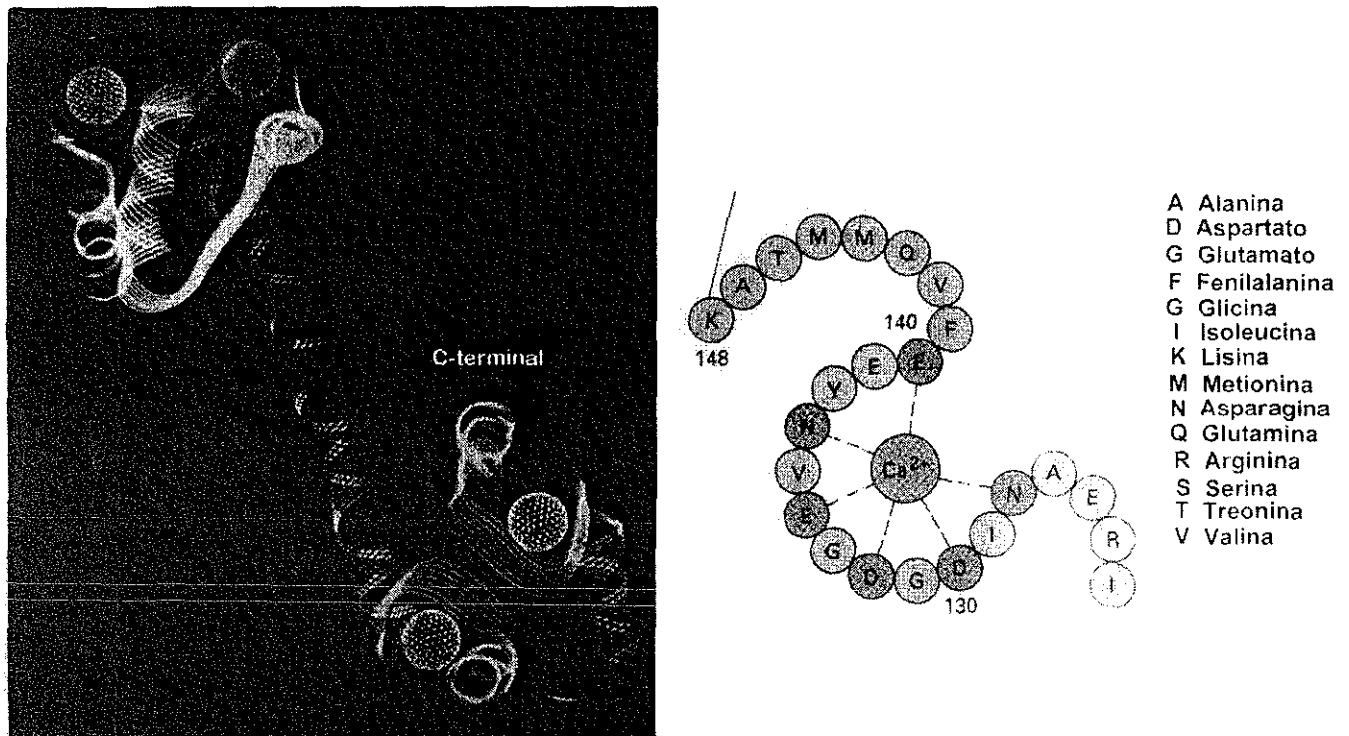 C-terminal
K
A
T
M
M
Q
V
F
E
140
E
Y
N
V
E
G
D
G
D
130
I
N
A
E
R
I
148
Ca2+
A Alanina
D Aspartato
G Glutamato
F Fenilalanina
G Glicina
I Isoleucina
K Lisina
M Metionina
N Asparagina
Q Glutamina
R Arginina
S Serina
T Treonina
V Valina